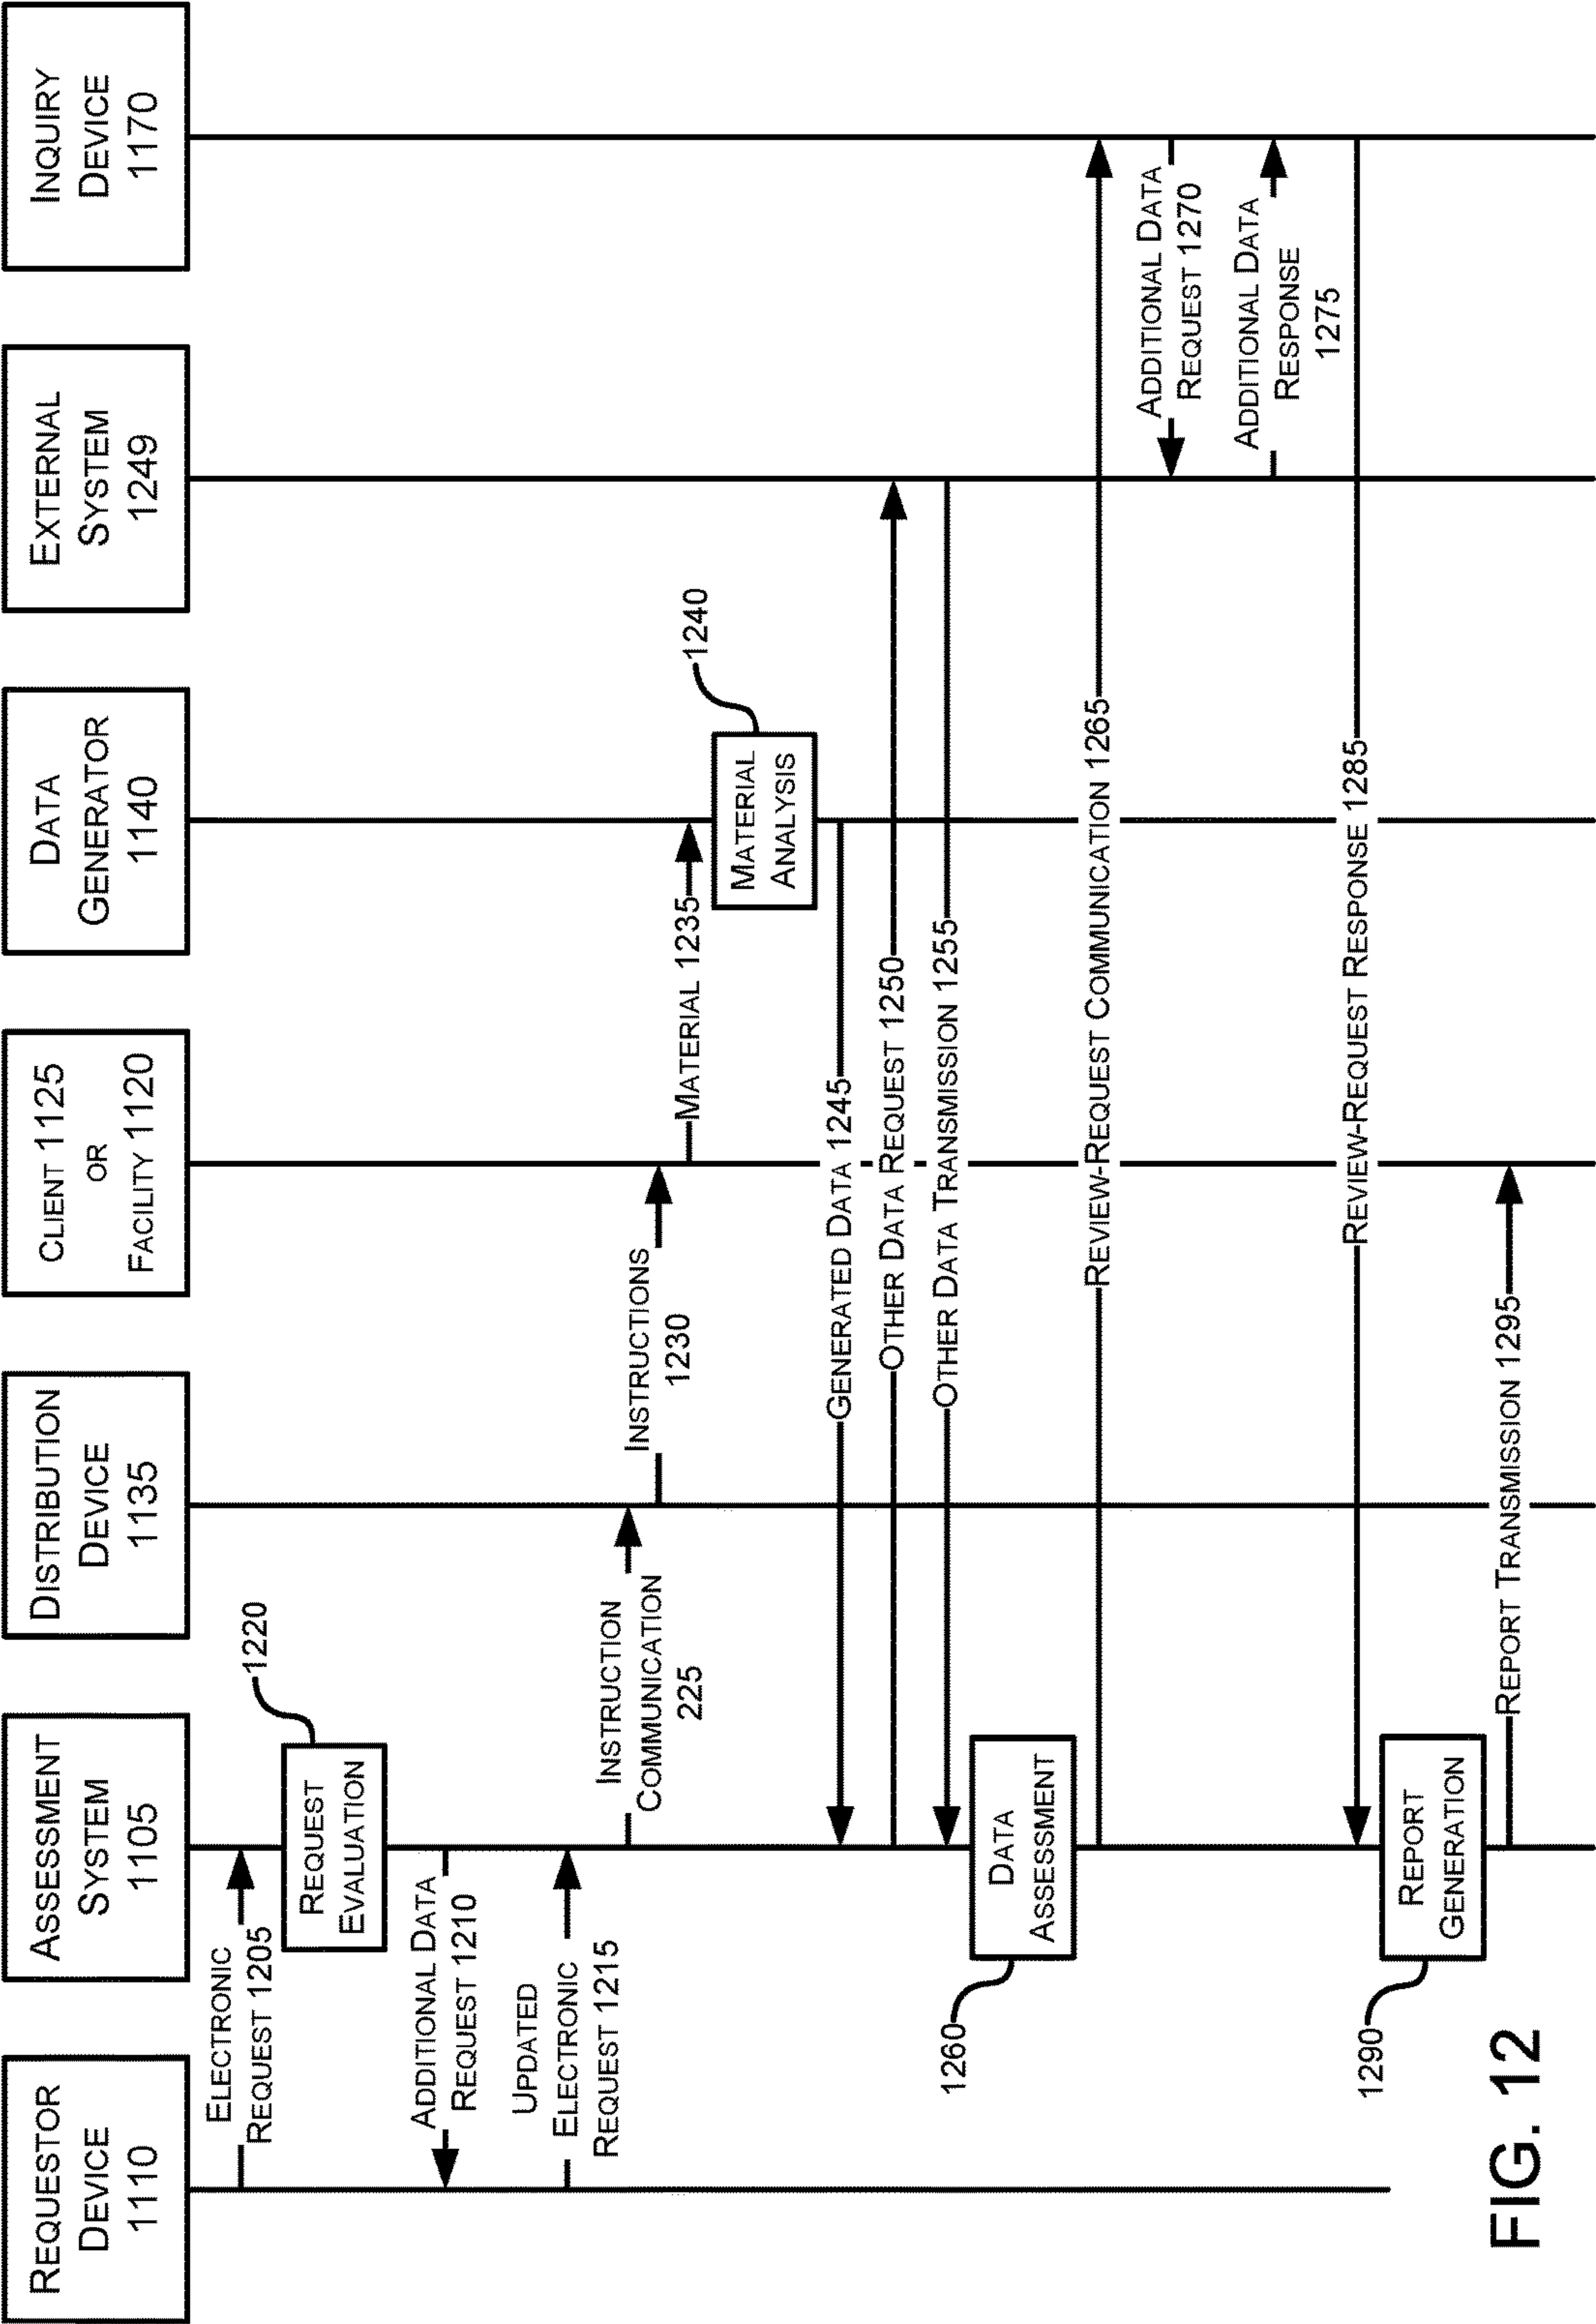 REQUESTOR
DEVICE
1110
ASSESSMENT
SYSTEM
1105
DISTRIBUTION
DEVICE
1135
CLIENT 1125
OR
FACILITY 1120
DATA
GENERATOR
1140
EXTERNAL
SYSTEM
1249
INQUIRY
DEVICE
1170
ELECTRONIC
REQUEST 1205
1220
REQUEST
EVALUATION
ADDITIONAL DATA
REQUEST 1210
UPDATED
ELECTRONIC
REQUEST 1215
INSTRUCTION
COMMUNICATION
225
INSTRUCTIONS
1230
MATERIAL 1235
1240
MATERIAL
ANALYSIS
GENERATED DATA 1245
OTHER DATA REQUEST 1250
OTHER DATA TRANSMISSION 1255
1260
DATA
ASSESSMENT
REVIEW-REQUEST COMMUNICATION 1265
ADDITIONAL DATA
REQUEST 1270
ADDITIONAL DATA
RESPONSE
1275
REVIEW-REQUEST RESPONSE 1285
1290
REPORT
GENERATION
REPORT TRANSMISSION 1295
FIG. 12